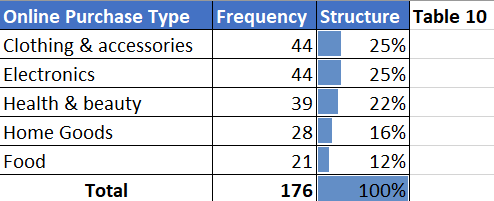 Online Purchase Type Frequency Structure Table 10
Clothing & accessories 44 25%
Electronics 44 25%
Health & beauty 39 22%
Home Goods 28 16%
Food 21 12%
Total 176 100%